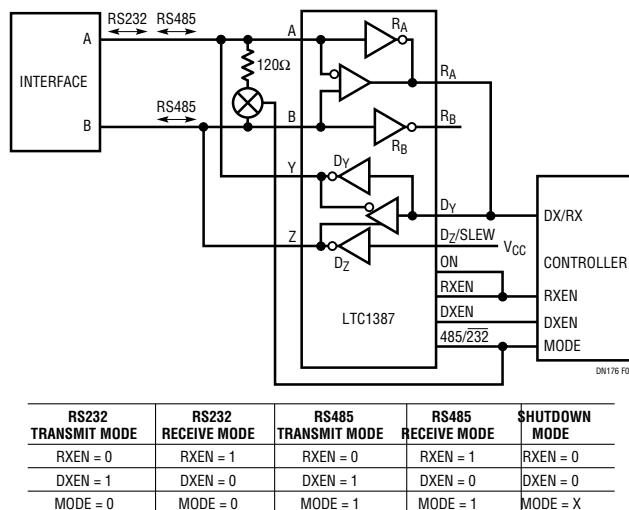 RS232 RS485
A
INTERFACE
RS485
B
120Ω
A
B
Y
Z
RA
RA
RB
RB
DY
DY
DZ/SLEW
VCC
DZ
ON
RXEN
DXEN
485/232
LTC1387
DX/RX
CONTROLLER
RXEN
DXEN
MODE
DN176 F0
RS232 TRANSMIT MODE
RS232 RECEIVE MODE
RS485 TRANSMIT MODE
RS485 RECEIVE MODE
SHUTDOWN MODE
RXEN = 0 RXEN = 1 RXEN = 0 RXEN = 1 RXEN = 0
DXEN = 1 DXEN = 0 DXEN = 1 DXEN = 0 DXEN = 0
MODE = 0 MODE = 0 MODE = 1 MODE = 1 MODE = X